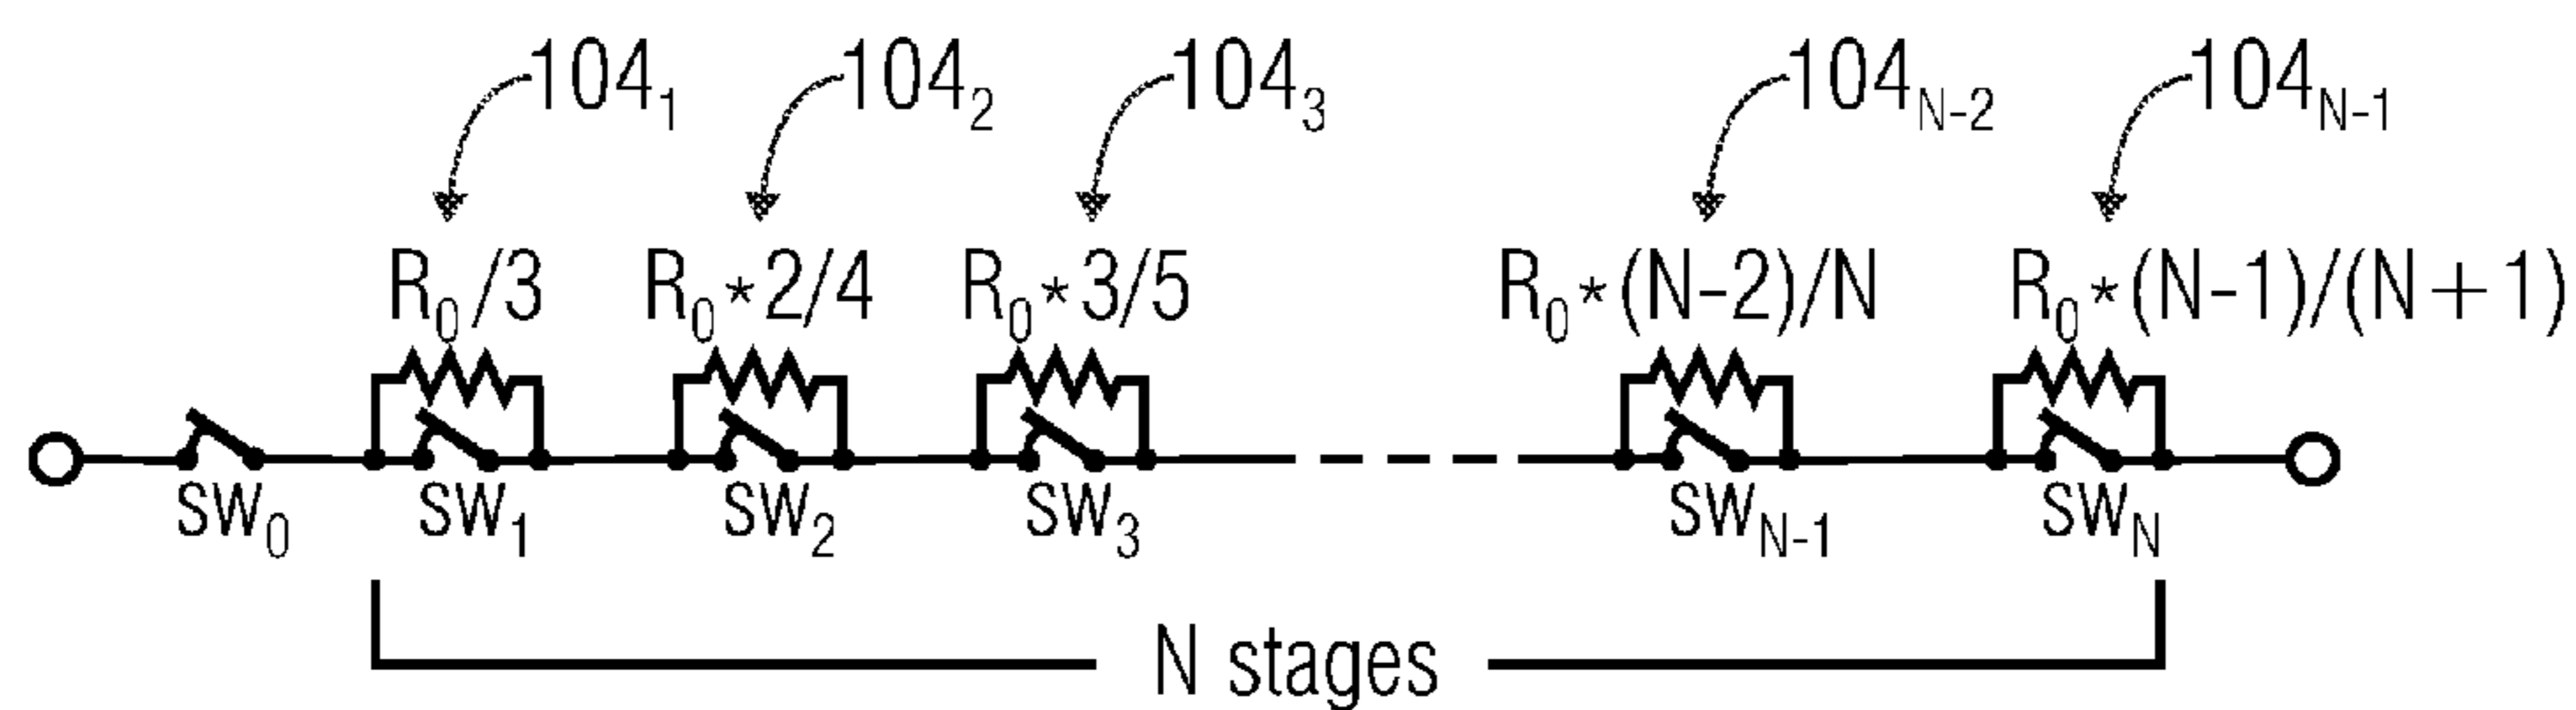 104₁ 104₂ 104₃ 104N-2 104N-1
R₀/3 R₀*2/4 R₀*3/5 R₀*(N-2)/N R₀*(N-1)/(N+1)
SW₀ SW₁ SW₂ SW₃ SWN-1 SWN
N stages